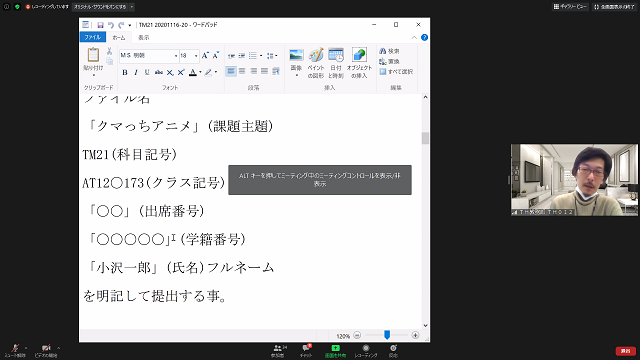 レコーディングしています
オリジナル・サウンドをオンにする
ギャラリービュー
全画面表示の終了
TM21 20201116-20 - ワードパッド
ファイル
ホーム
表示
貼り付け
クリップボード
MS 明朝
18
フォント
段落
画像
ペイントの図形
日付と時刻
オブジェクトの挿入
挿入
検索
置換
すべて選択
編集
ファイル名
「クマっちアニメ」(課題主題)
TM21(科目記号)
AT12〇173(クラス記号)
「〇〇」(出席番号)
「〇〇〇〇〇」(学籍番号)
「小沢一郎」(氏名)フルネーム
を明記して提出する事。
ALT キーを押してミーティング中のミーティングコントロールを表示/非
表示
120%
ミュート解除
ビデオの開始
参加者
チャット
画面を共有
レコーディング
反応
退出